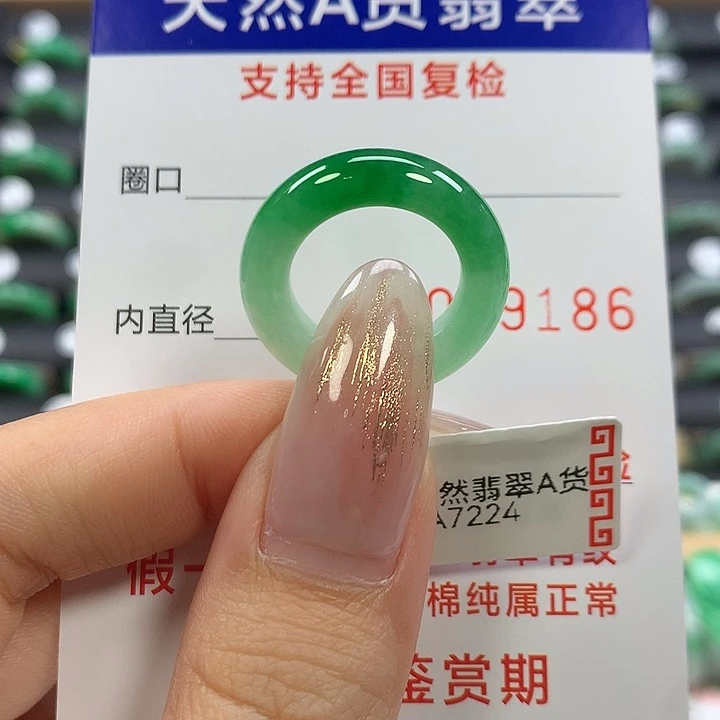 天然A货翡翠
支持全国复检
圈口
内直径
9186
然翡翠A货
A7224
假一
棉纯属正常
鉴赏期